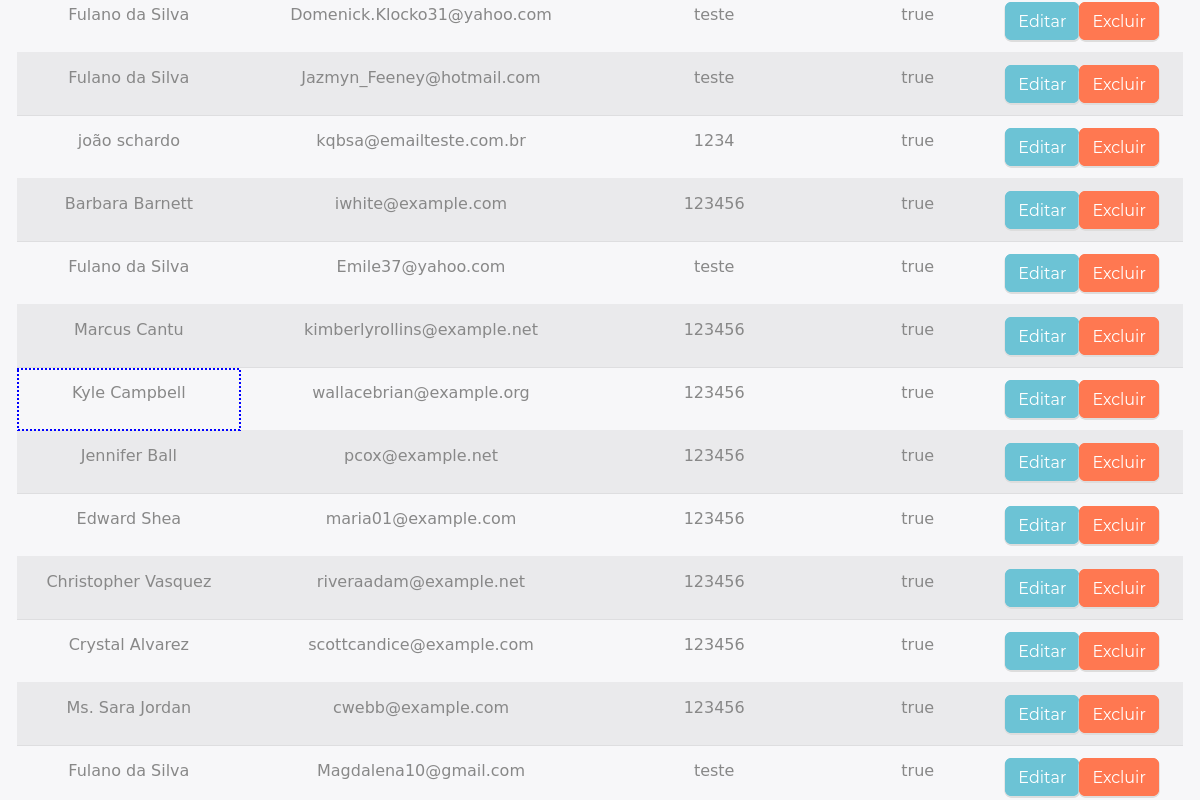 Fulano da Silva Domenick.Klocko31@yahoo.com teste true Editar Excluir
Fulano da Silva Jazmyn_Feeney@hotmail.com teste true Editar Excluir
joão schardo kqbsa@emailteste.com.br 1234 true Editar Excluir
Barbara Barnett iwhite@example.com 123456 true Editar Excluir
Fulano da Silva Emile37@yahoo.com teste true Editar Excluir
Marcus Cantu kimberlyrollins@example.net 123456 true Editar Excluir
Kyle Campbell wallacebrian@example.org 123456 true Editar Excluir
Jennifer Ball pcox@example.net 123456 true Editar Excluir
Edward Shea maria01@example.com 123456 true Editar Excluir
Christopher Vasquez riveraadam@example.net 123456 true Editar Excluir
Crystal Alvarez scottcandice@example.com 123456 true Editar Excluir
Ms. Sara Jordan cwebb@example.com 123456 true Editar Excluir
Fulano da Silva Magdalena10@gmail.com teste true Editar Excluir